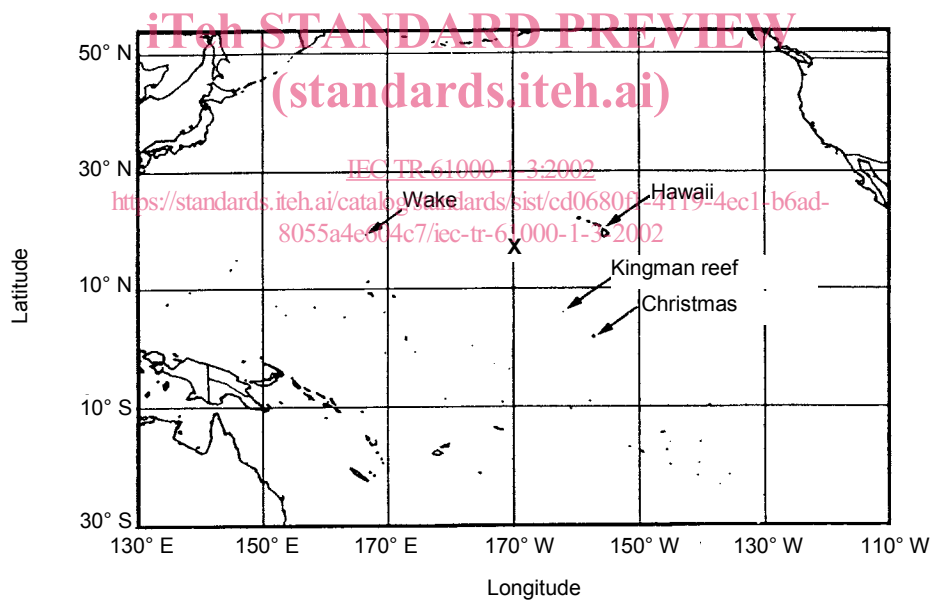 iTeh STANDARD PREVIEW
(standards.iteh.ai)
IEC TR 61000-1-3:2002
https://standards.iteh.ai/catalog/standards/sist/cd0680f1-4119-4ec1-b6ad-
8055a4e604c7/iec-tr-61000-1-3-2002
50° N
30° N
Wake
Hawaii
X
Kingman reef
10° N
Christmas
Latitude
10° S
30° S
130° E 150° E 170° E 170° W 150° W 130° W 110° W
Longitude